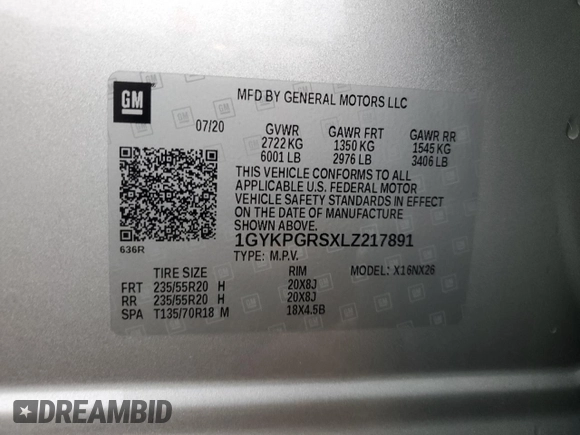 GM
MFD BY GENERAL MOTORS LLC
07/20 GVWR GAWR FRT GAWR RR
2722 KG 1350 KG 1545 KG
6001 LB 2976 LB 3406 LB
THIS VEHICLE CONFORMS TO ALL
APPLICABLE U.S. FEDERAL MOTOR
VEHICLE SAFETY STANDARDS IN EFFECT
ON THE DATE OF MANUFACTURE SHOWN ABOVE.
636R 1GYKPGRSXLZ217891
TYPE: M.P.V. MODEL: X16NX26
TIRE SIZE RIM
FRT 235/55R20 H 20X8J
RR 235/55R20 H 20X8J
SPA T135/70R18 M 18X4.5B
DREAMBID